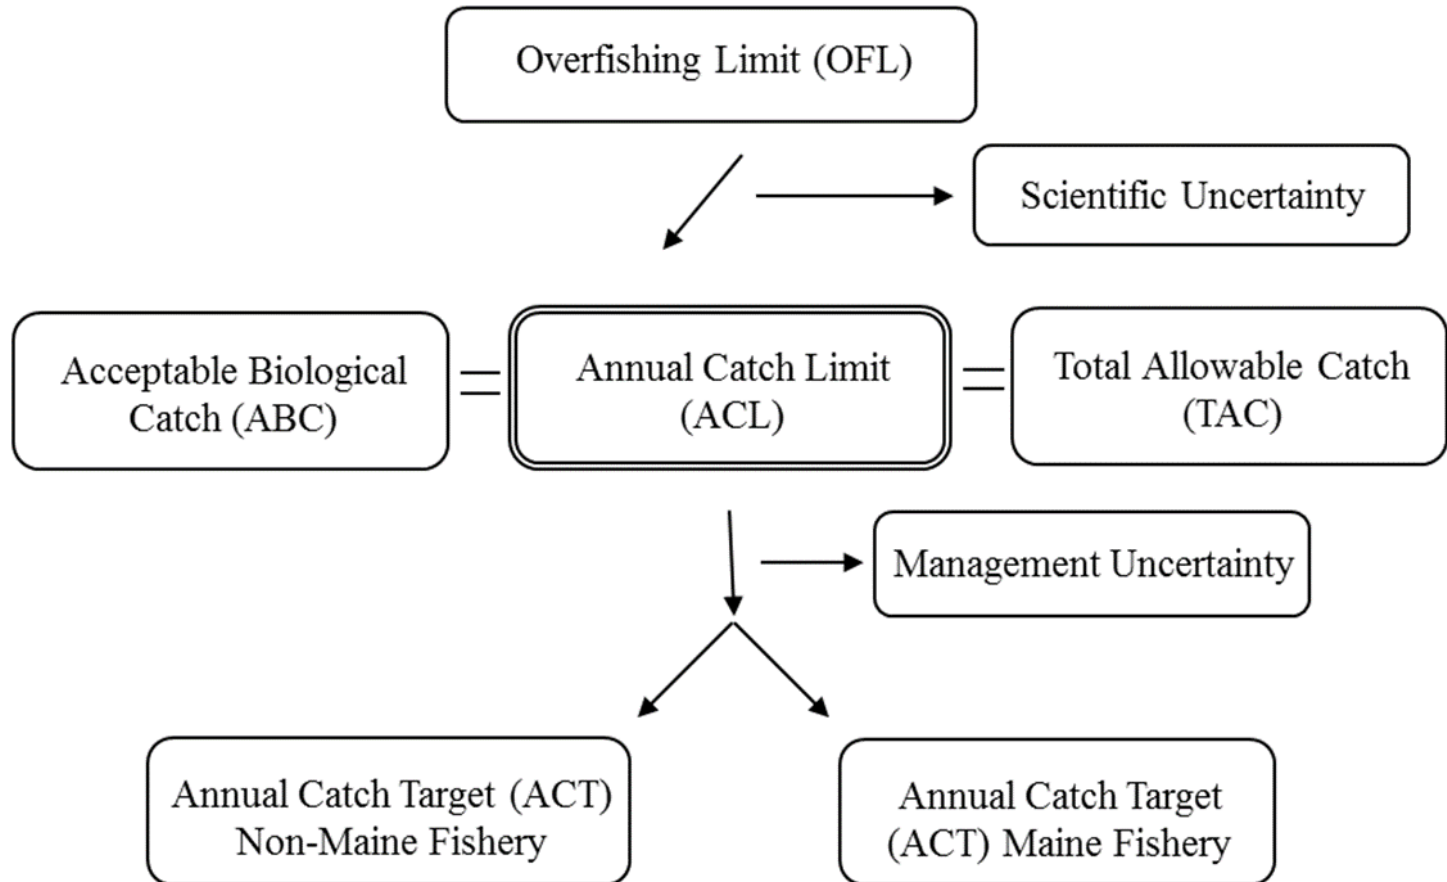 Overfishing Limit (OFL)
Scientific Uncertainty
Acceptable Biological
Catch (ABC)
=
Annual Catch Limit
(ACL)
=
Total Allowable Catch
(TAC)
Management Uncertainty
Annual Catch Target (ACT)
Non-Maine Fishery
Annual Catch Target
(ACT) Maine Fishery